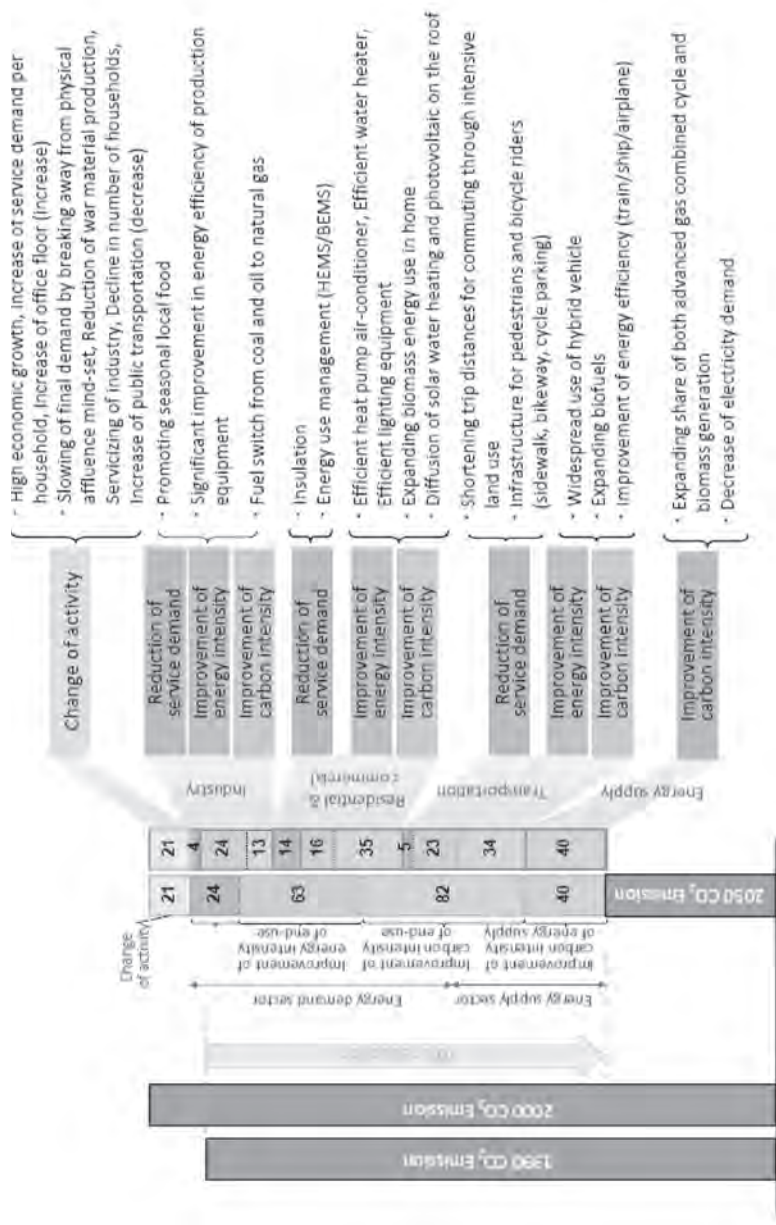 · High economic growth, Increase of service demand per
household, Increase of office floor (increase)
· Slowing of final demand by breaking away from physical
affluence mind-set, Reduction of war material production,
Servicizing of industry, Decline in number of households,
Increase of public transportation (decrease)
· Promoting seasonal local food
· Significant improvement in energy efficiency of production
equipment
· Fuel switch from coal and oil to natural gas
· Insulation
· Energy use management (HEMS/BEMS)
· Efficient heat pump air-conditioner, Efficient water heater,
Efficient lighting equipment
· Expanding biomass energy use in home
· Diffusion of solar water heating and photovoltaic on the roof
· Shortening trip distances for commuting through intensive
land use
· Infrastructure for pedestrians and bicycle riders
(sidewalk, bikeway, cycle parking)
· Widespread use of hybrid vehicle
· Expanding biofuels
· Improvement of energy efficiency (train/ship/airplane)
· Expanding share of both advanced gas combined cycle and
biomass generation
· Decrease of electricity demand
Change of activity
Reduction of
service demand
Improvement of
energy intensity
Improvement of
carbon intensity
Reduction of
service demand
Improvement of
energy intensity
Improvement of
carbon intensity
Reduction of
service demand
Improvement of
energy intensity
Improvement of
carbon intensity
Improvement of
carbon intensity
Industry
Residential &
commercial
Transportation
Energy supply
21
4
24
13
14
16
35
5
23
34
40
21
24
63
82
40
2050 CO₂ Emission
Change
of activity
Improvement of
energy intensity
of end-use
Improvement of
carbon intensity
of end-use
Improvement of
carbon intensity
of energy supply
Energy demand sector
Energy supply sector
2000 CO₂ Emission
1990 CO₂ Emission